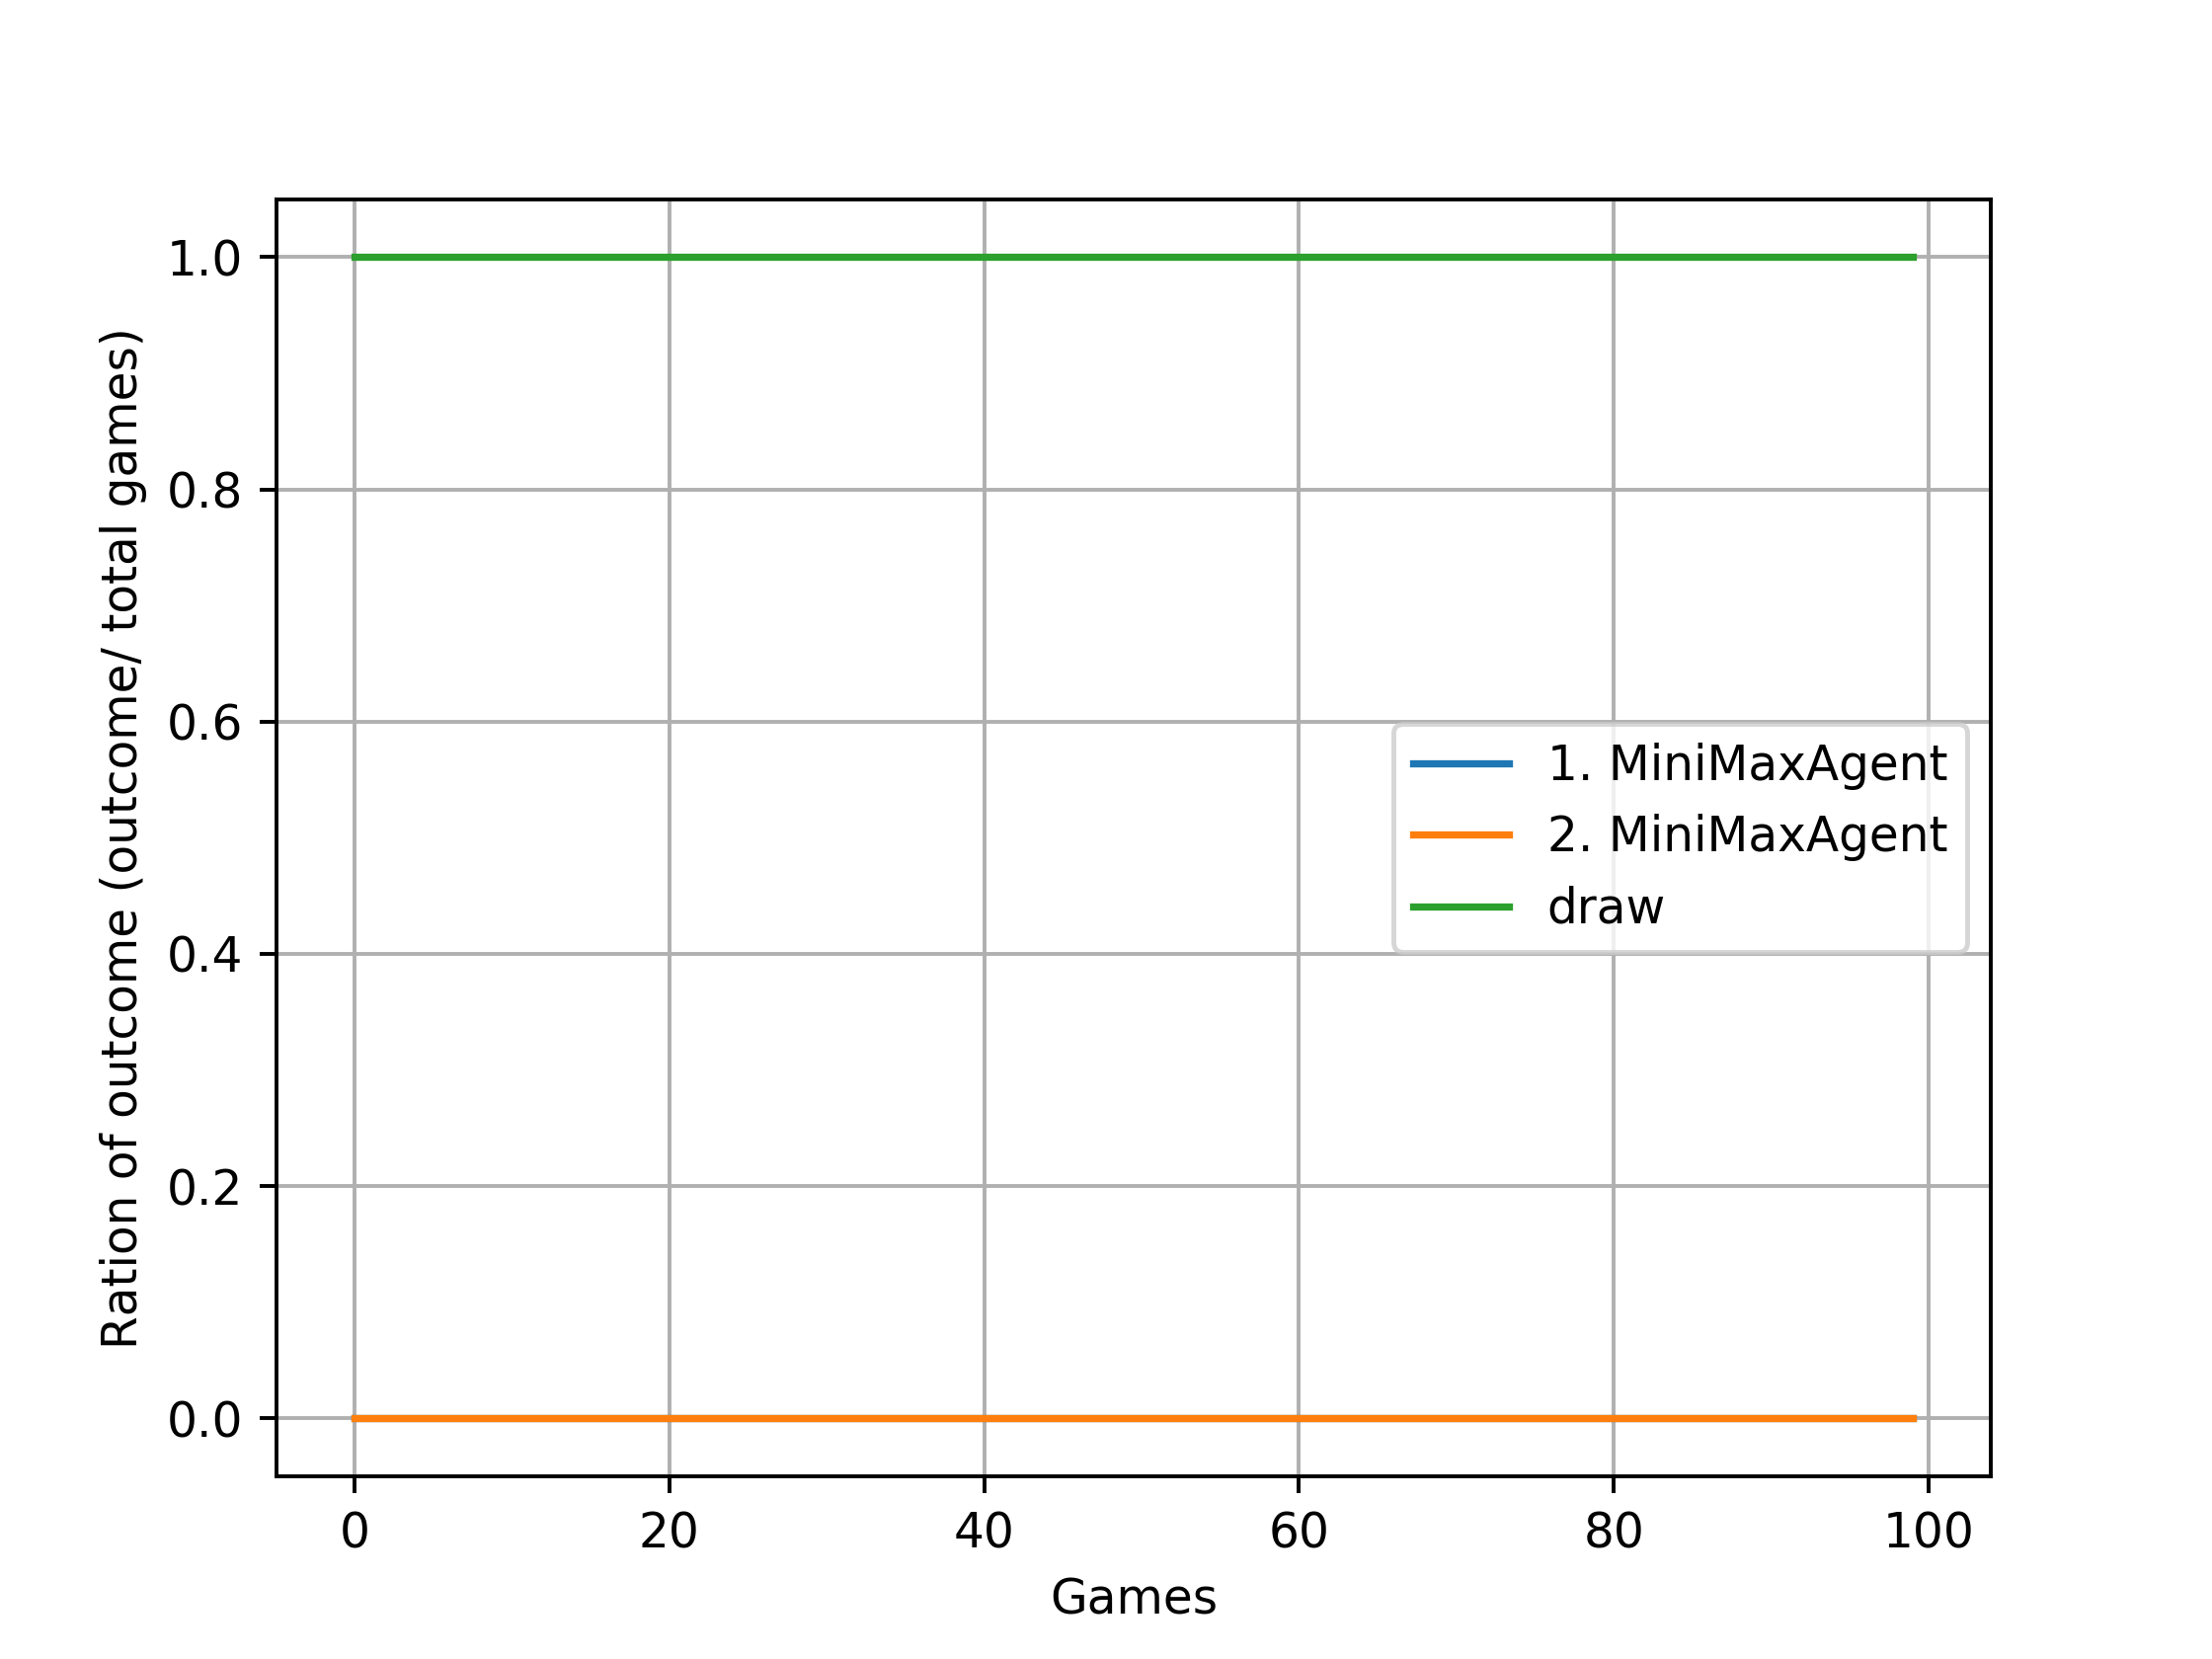 Ration of outcome (outcome/ total games)
1.0
0.8
0.6
0.4
0.2
0.0
1. MiniMaxAgent
2. MiniMaxAgent
draw
0 20 40 60 80 100
Games